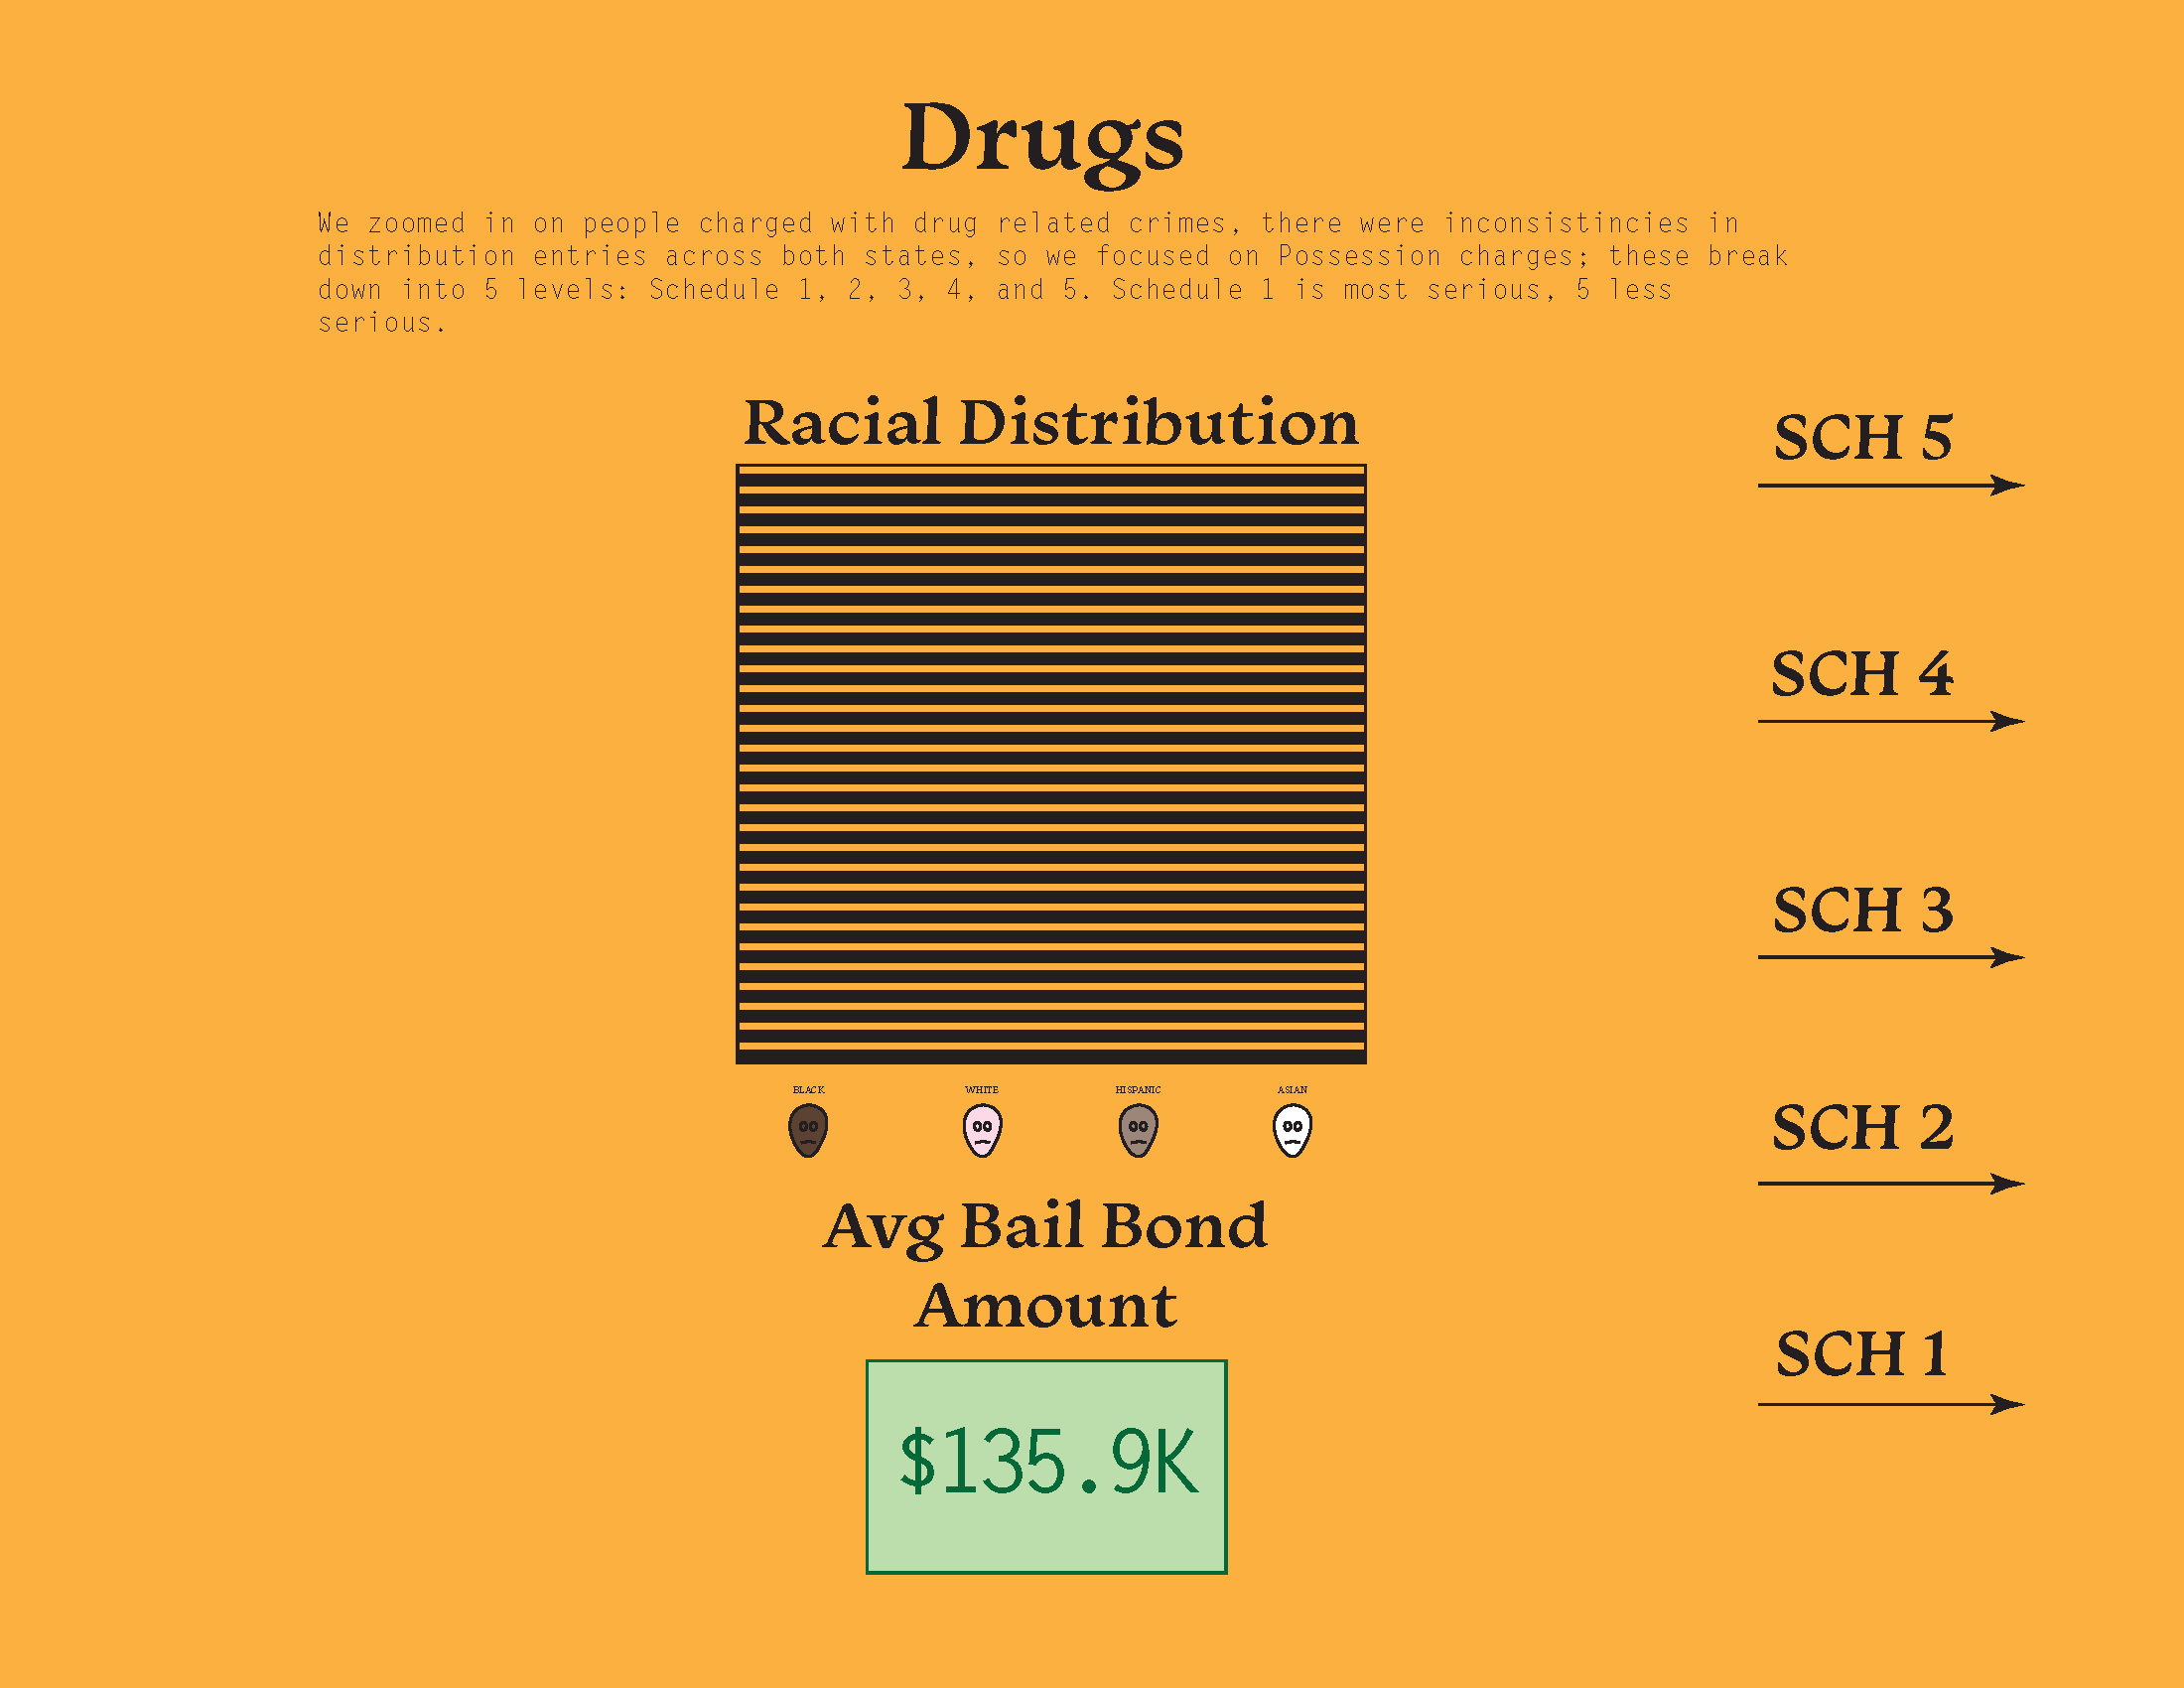 Drugs
We zoomed in on people charged with drug related crimes, there were inconsistincies in
distribution entries across both states, so we focused on Possession charges; these break
down into 5 levels: Schedule 1, 2, 3, 4, and 5. Schedule 1 is most serious, 5 less
serious.
Racial Distribution
BLACK WHITE HISPANIC ASIAN
Avg Bail Bond
Amount
$135.9K
SCH 5
SCH 4
SCH 3
SCH 2
SCH 1